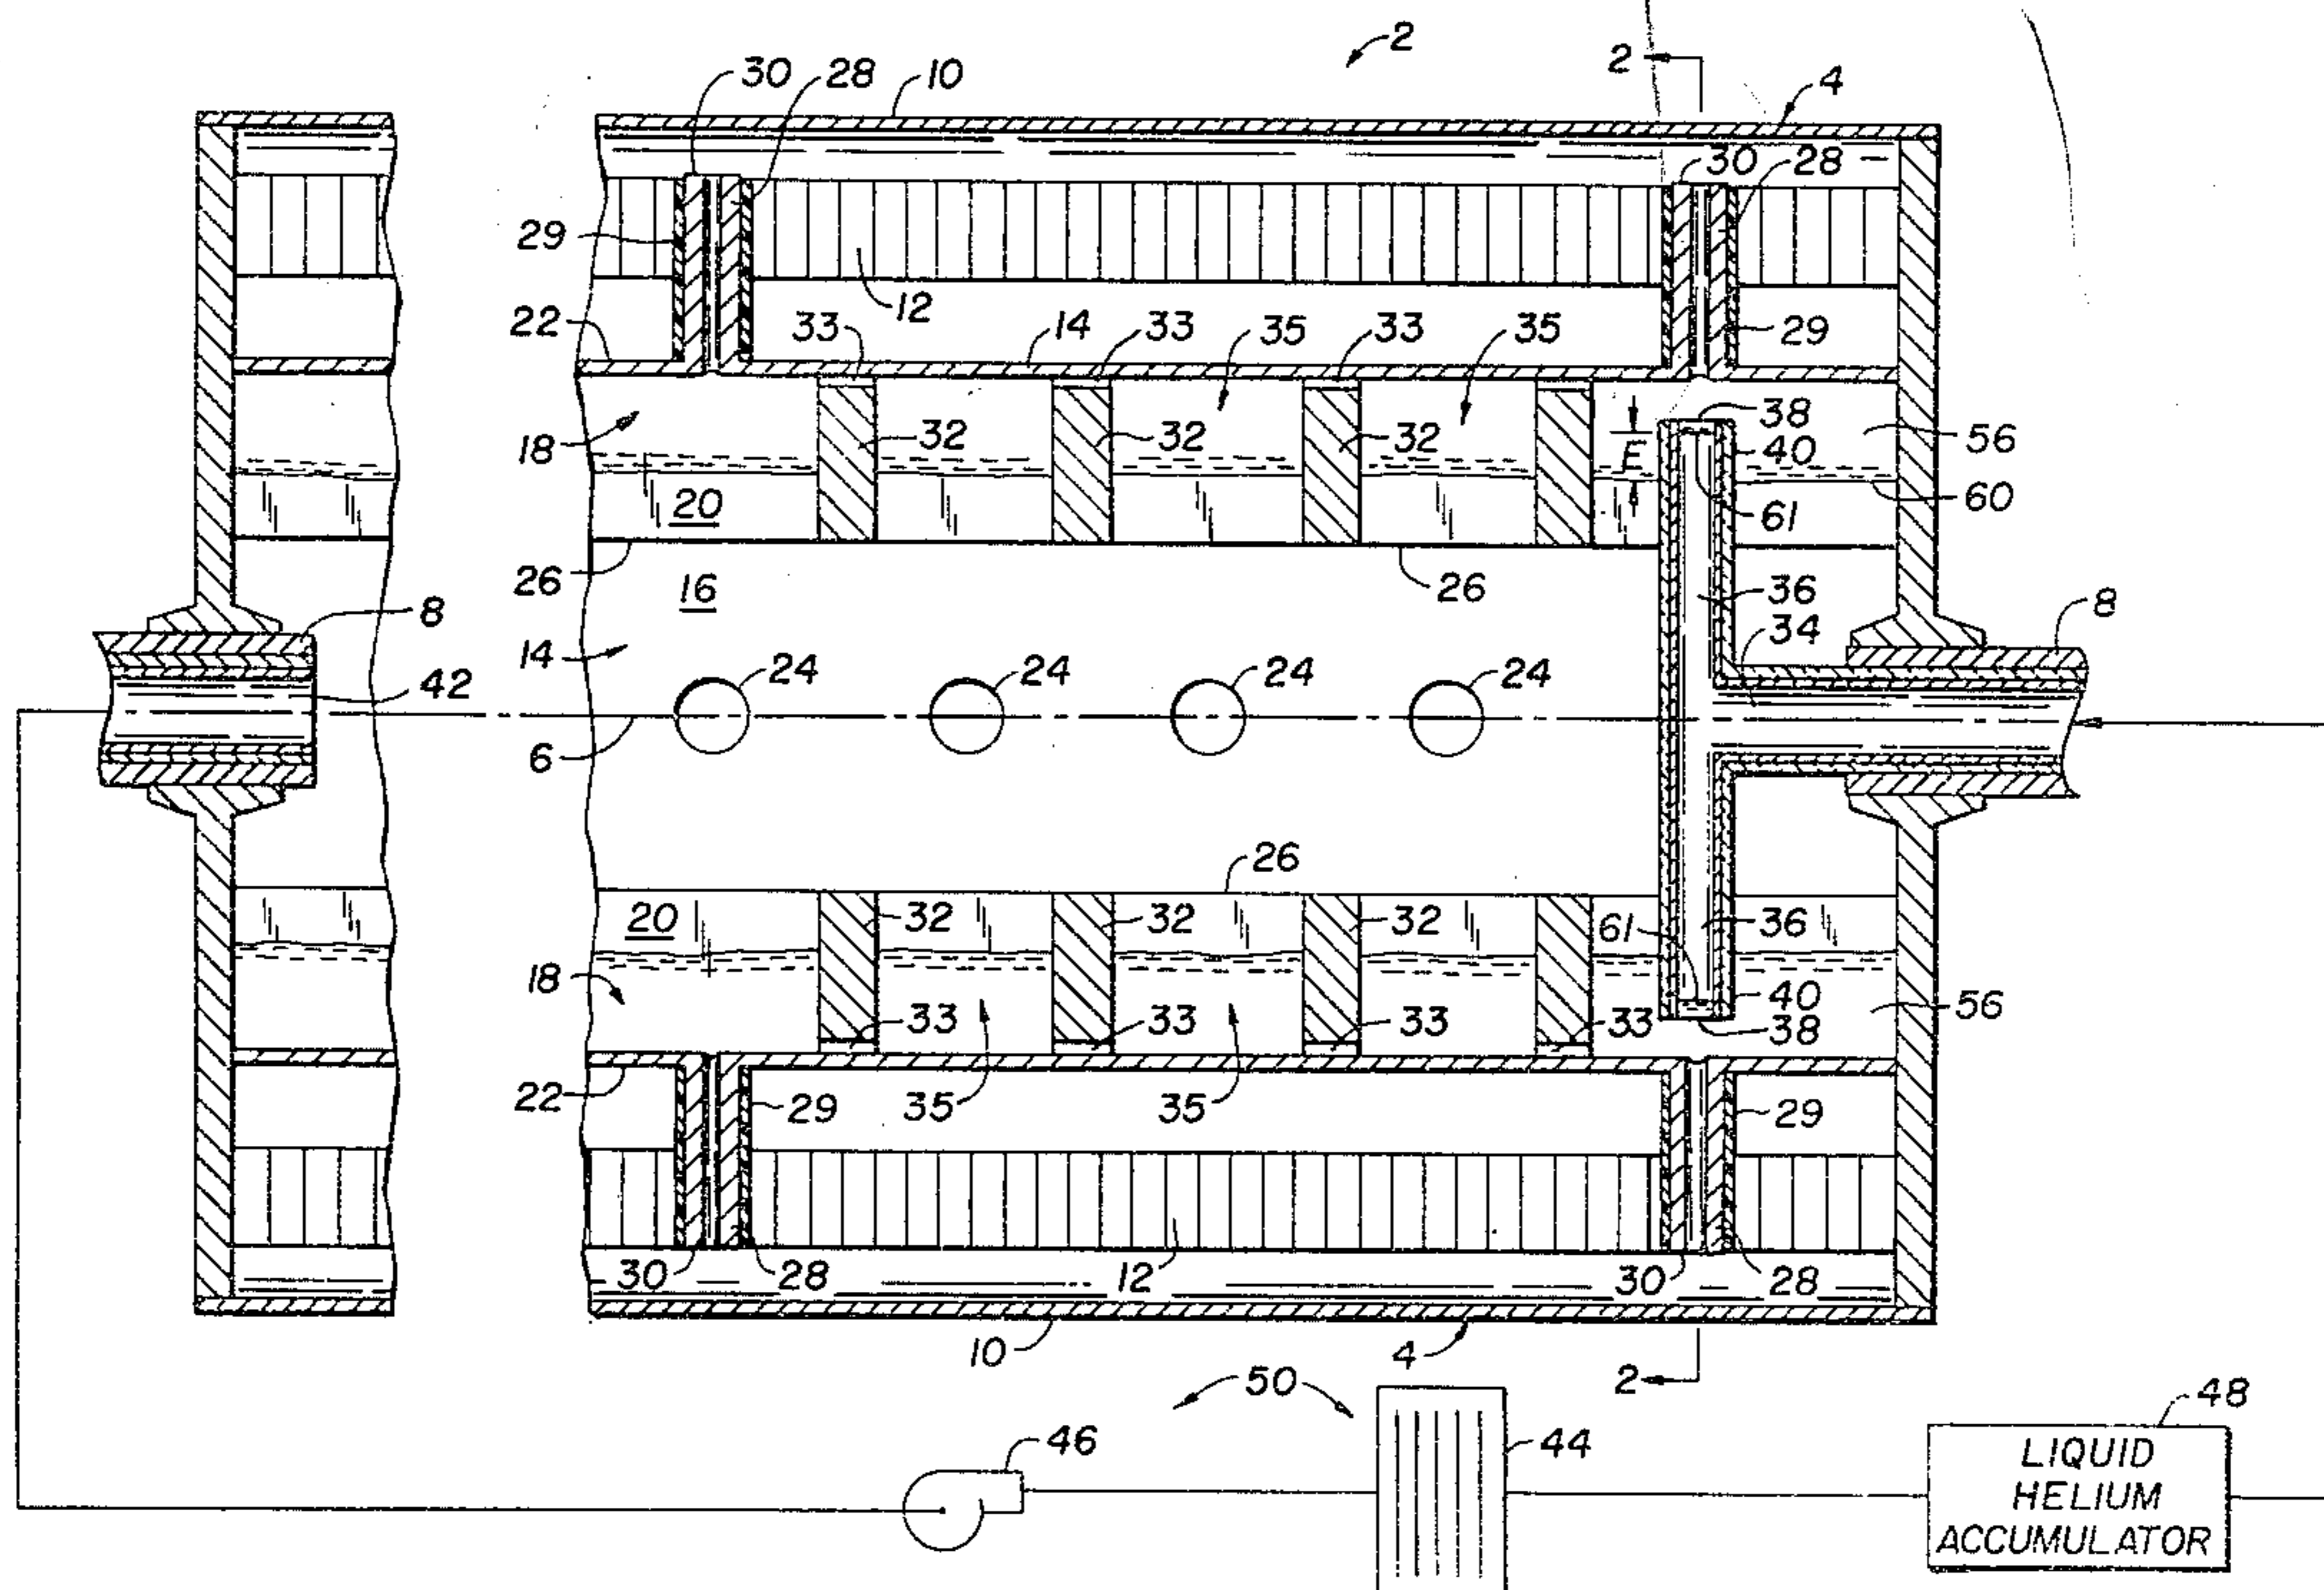 2
2 4
30 28 10
30 28
29 12
22 33 14 33 35 33 35 29
38
18 32 32 32 E 40 56
20 60
61
26 16 26 36
8 34 8
14
42 24 24 24 24
6
26
20 32 32 32 61 36
18 40 56
33 33 33 33 38
22 29 35 35 29
30 28 12 30 28
10 4 2
50 48
46 44 LIQUID
HELIUM
ACCUMULATOR